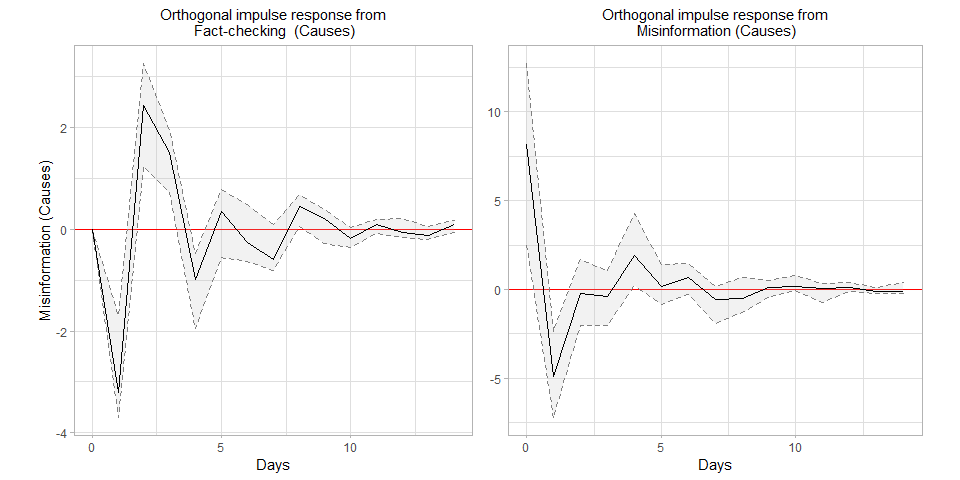 Orthogonal impulse response from
Fact-checking (Causes)
Misinformation (Causes)
2
0
-2
-4
0
5
10
Days
Orthogonal impulse response from
Misinformation (Causes)
10
5
0
-5
0
5
10
Days